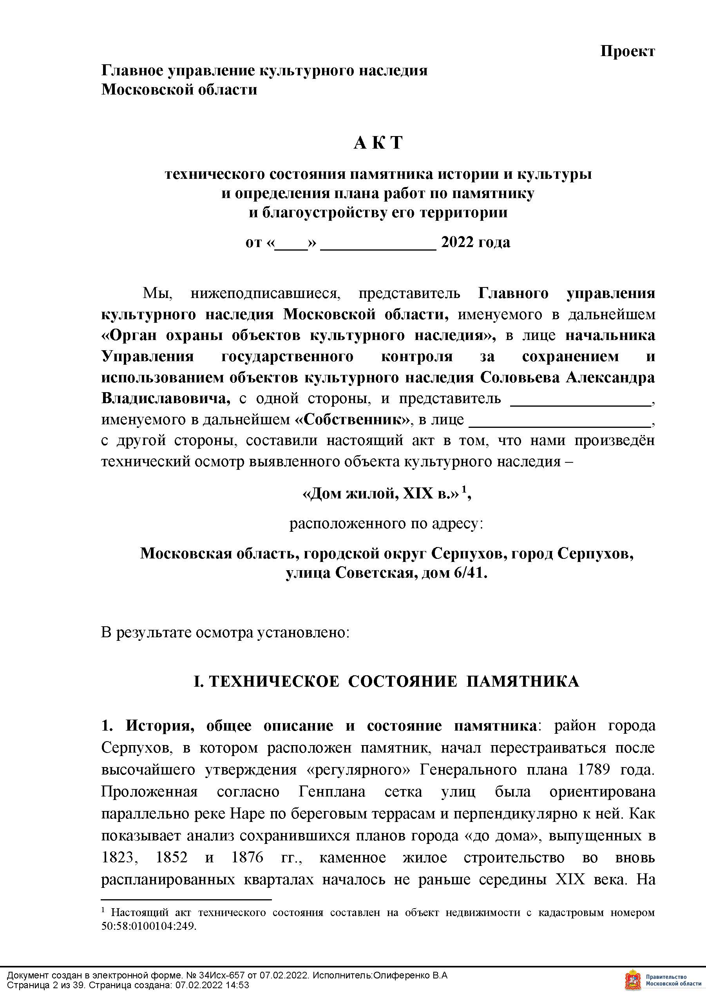 Проект
Главное управление культурного наследия
Московской области
А К Т
технического состояния памятника истории и культуры
и определения плана работ по памятнику
и благоустройству его территории
от «____» ______________ 2022 года
Мы, нижеподписавшиеся, представитель Главного управления
культурного наследия Московской области, именуемого в дальнейшем
«Орган охраны объектов культурного наследия», в лице начальника
Управления государственного контроля за сохранением и
использованием объектов культурного наследия Соловьева Александра
Владиславовича, с одной стороны, и представитель _________________,
именуемого в дальнейшем «Собственник», в лице ______________________,
с другой стороны, составили настоящий акт в том, что нами произведён
технический осмотр выявленного объекта культурного наследия –
«Дом жилой, XIX в.» 1,
расположенного по адресу:
Московская область, городской округ Серпухов, город Серпухов,
улица Советская, дом 6/41.
В результате осмотра установлено:
I. ТЕХНИЧЕСКОЕ СОСТОЯНИЕ ПАМЯТНИКА
1. История, общее описание и состояние памятника: район города
Серпухов, в котором расположен памятник, начал перестраиваться после
высочайшего утверждения «регулярного» Генерального плана 1789 года.
Проложенная согласно Генплана сетка улиц была ориентирована
параллельно реке Наре по береговым террасам и перпендикулярно к ней. Как
показывает анализ сохранившихся планов города «до дома», выпущенных в
1823, 1852 и 1876 гг., каменное жилое строительство во вновь
распланированных кварталах началось не раньше середины XIX века. На
1 Настоящий акт технического состояния составлен на объект недвижимости с кадастровым номером
50:58:0100104:249.
Документ создан в электронной форме. № 34Исх-657 от 07.02.2022. Исполнитель:Олиференко В.А
Страница 2 из 39. Страница создана: 07.02.2022 14:53
Правительство
Московской области